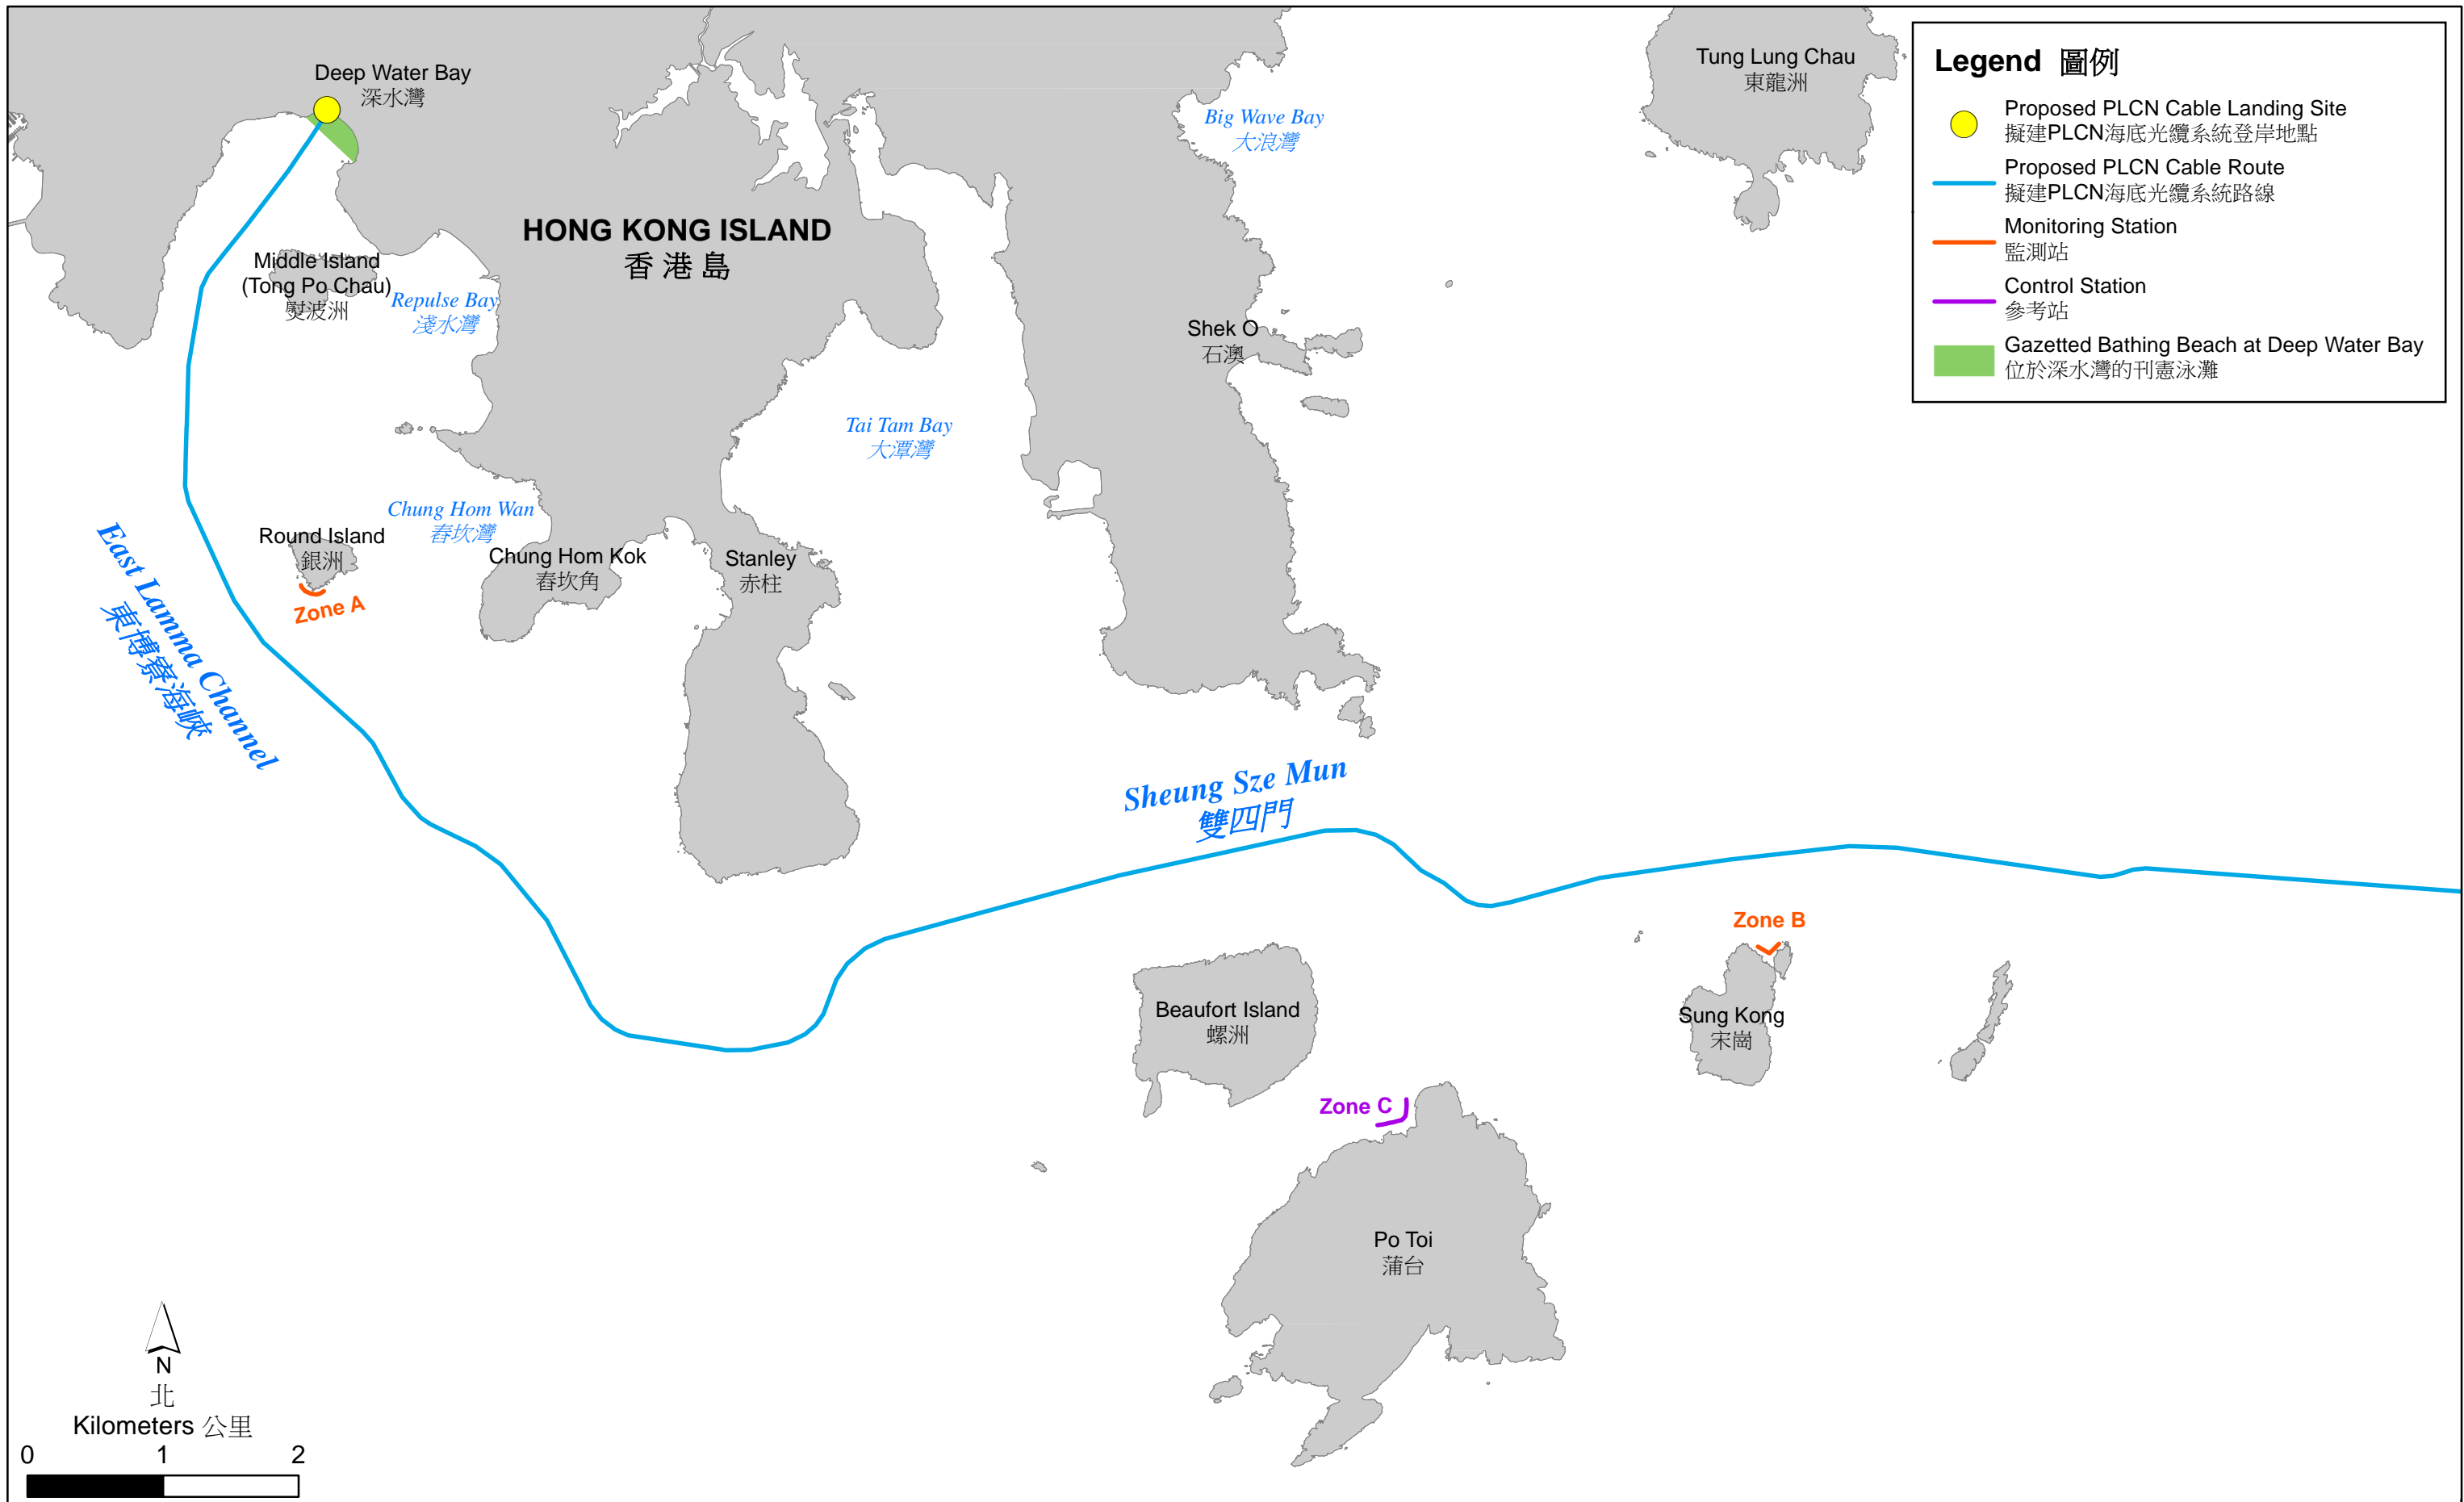 Deep Water Bay
深水灣
Tung Lung Chau
東龍洲
Big Wave Bay
大浪灣
HONG KONG ISLAND
香港島
Middle Island
(Tong Po Chau)
熨波洲
Repulse Bay
淺水灣
Shek O
石澳
Tai Tam Bay
大潭灣
Chung Hom Wan
舂坎灣
Round Island
銀洲
Chung Hom Kok
舂坎角
Stanley
赤柱
Zone A
East Lamma Channel
東博寮海峽
Sheung Sze Mun
雙四門
Zone B
Beaufort Island
螺洲
Sung Kong
宋崗
Zone C
Po Toi
蒲台
N
北
Kilometers 公里
0 1 2
Legend 圖例
Proposed PLCN Cable Landing Site
擬建PLCN海底光纜系統登岸地點
Proposed PLCN Cable Route
擬建PLCN海底光纜系統路線
Monitoring Station
監測站
Control Station
參考站
Gazetted Bathing Beach at Deep Water Bay
位於深水灣的刊憲泳灘